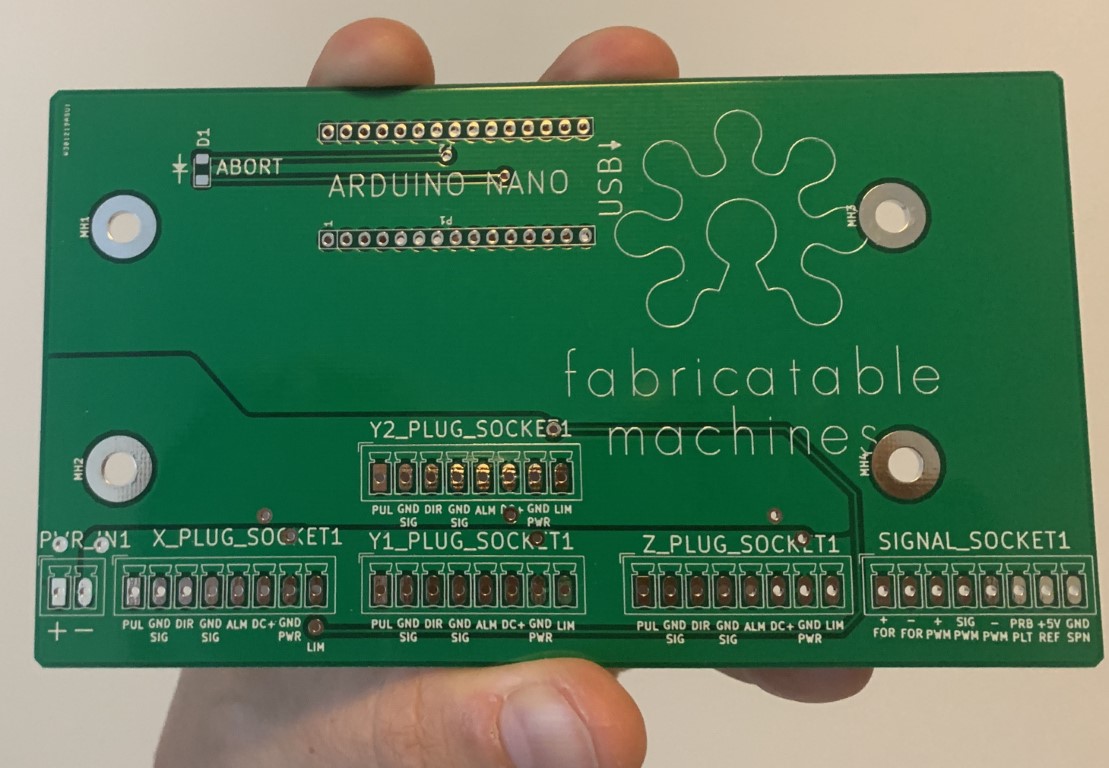 D1
ABORT
ARDUINO NANO
USB
1
P1
MH1
MH3
fabricatable
machines
MH2
MH4
Y2_PLUG_SOCKET1
PUL GND SIG DIR GND SIG ALM DC+ GND PWR LIM
PWR_IN1
+ −
X_PLUG_SOCKET1
PUL GND SIG DIR GND SIG ALM DC+ GND PWR LIM
Y1_PLUG_SOCKET1
PUL GND SIG DIR GND SIG ALM DC+ GND PWR LIM
Z_PLUG_SOCKET1
PUL GND SIG DIR GND SIG ALM DC+ GND PWR LIM
SIGNAL_SOCKET1
+ FOR − FOR + PWM SIG PWM − PWM PRB PLT +5V REF GND SPN